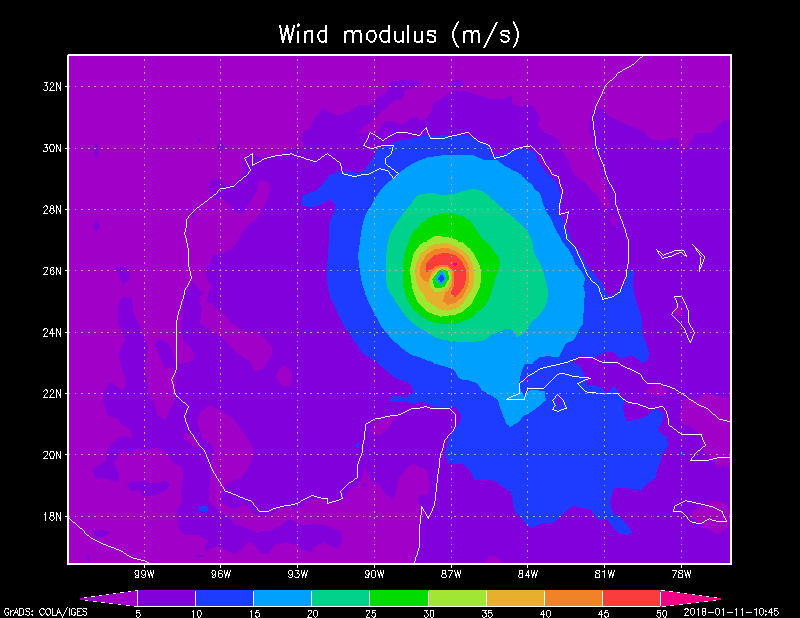 Wind modulus (m/s)
32N
30N
28N
26N
24N
22N
20N
18N
99W 96W 93W 90W 87W 84W 81W 78W
5 10 15 20 25 30 35 40 45 50
GrADS: COLA/IGES 2018-01-11-10:45